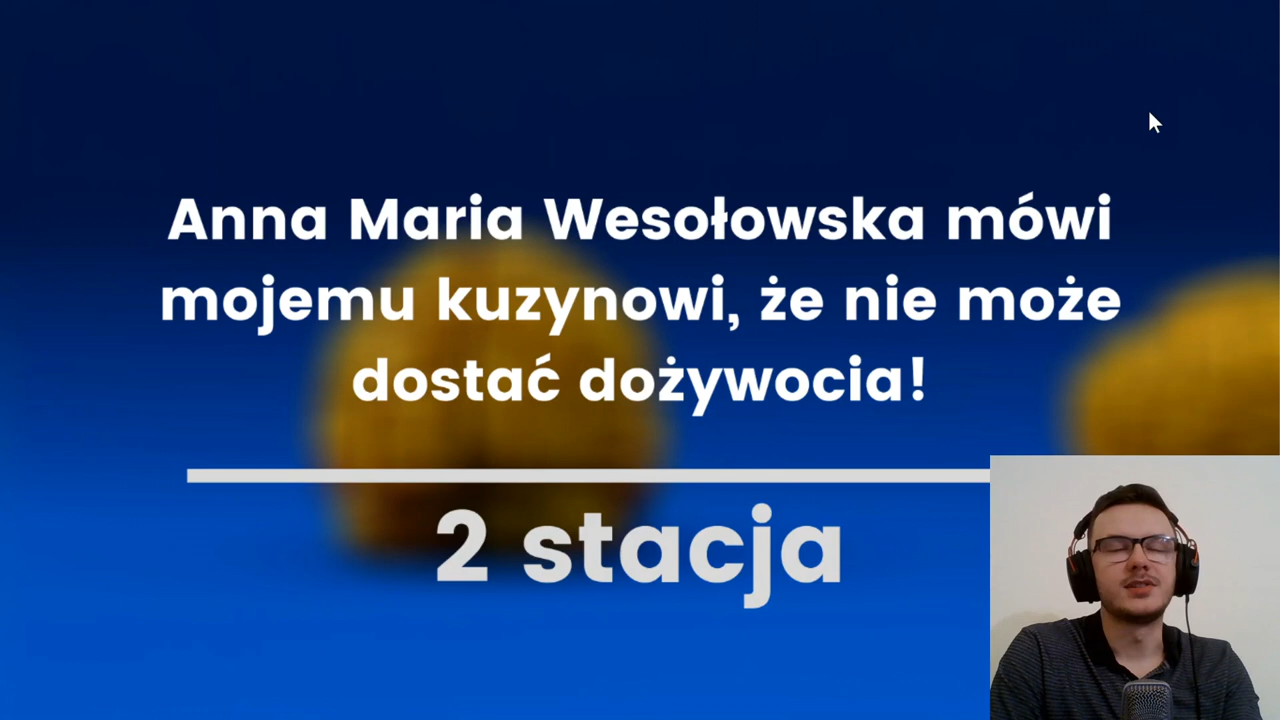 Anna Maria Wesołowska mówi
mojemu kuzynowi, że nie może
dostać dożywocia!
2 stacja